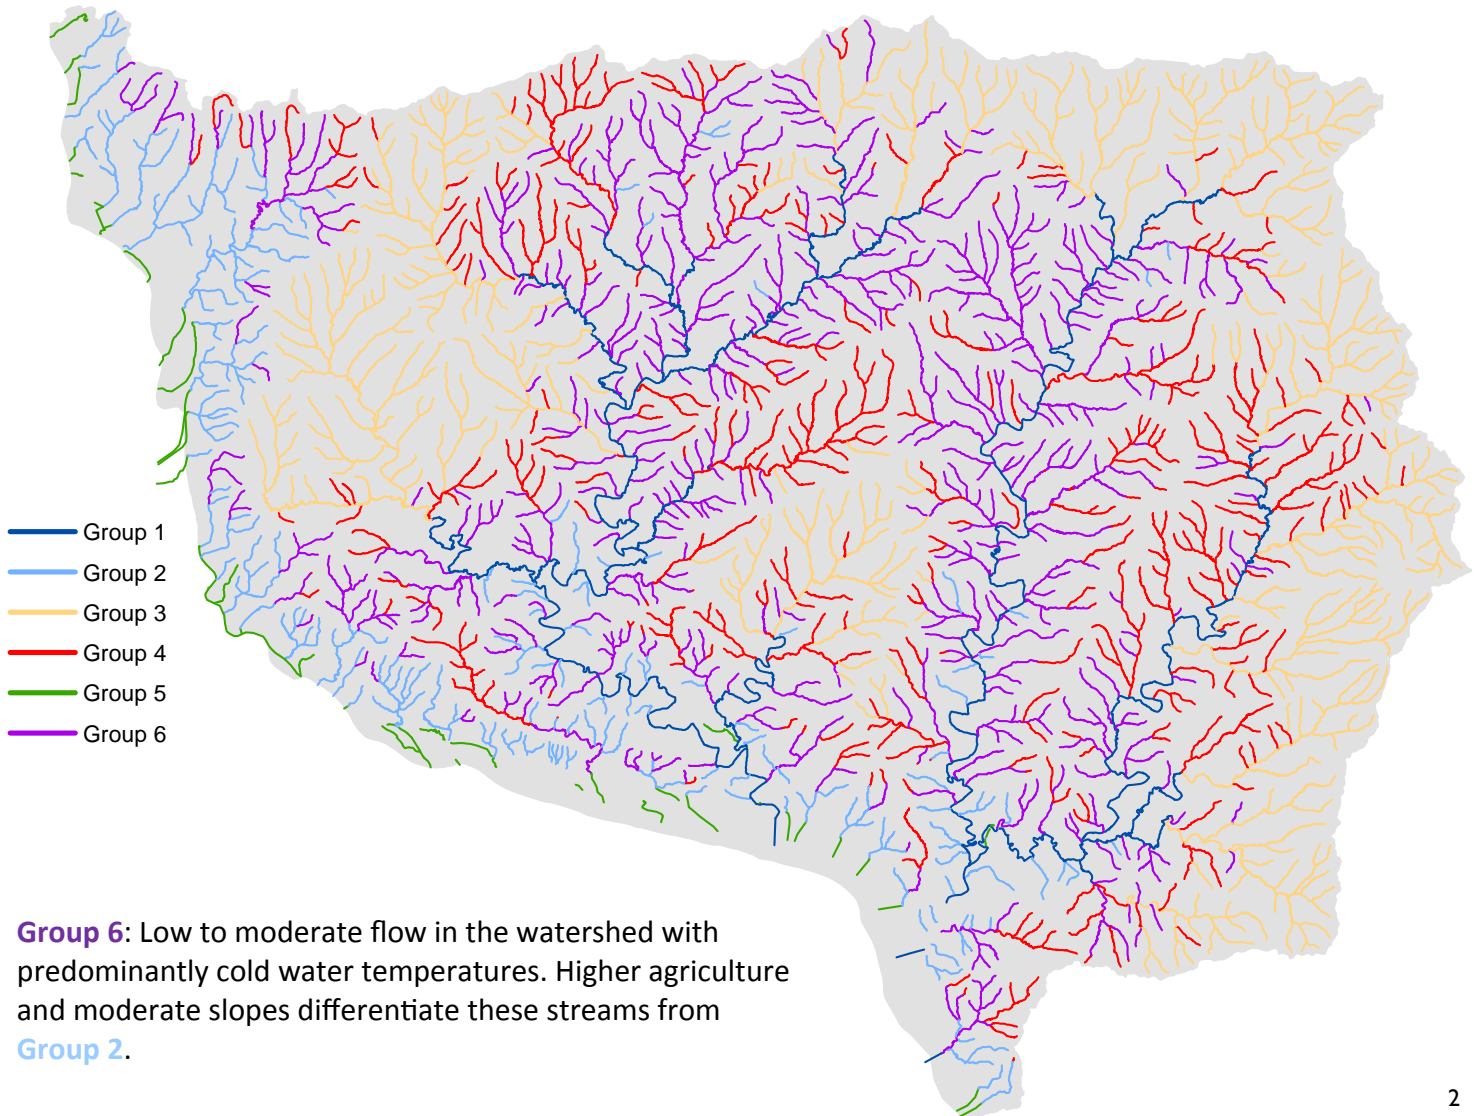 Group 1
Group 2
Group 3
Group 4
Group 5
Group 6
Group 6: Low to moderate flow in the watershed with
predominantly cold water temperatures. Higher agriculture
and moderate slopes differentiate these streams from
Group 2.
2